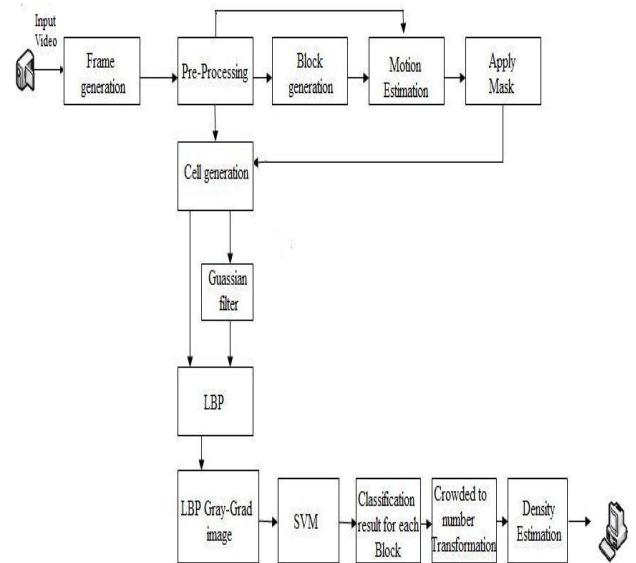 Input
Video
Frame
generation
Pre-Processing
Block
generation
Motion
Estimation
Apply
Mask
Cell generation
Guassian
filter
LBP
LBP Gray-Grad
image
SVM
Classification
result for each
Block
Crowded to
number
Transformation
Density
Estimation